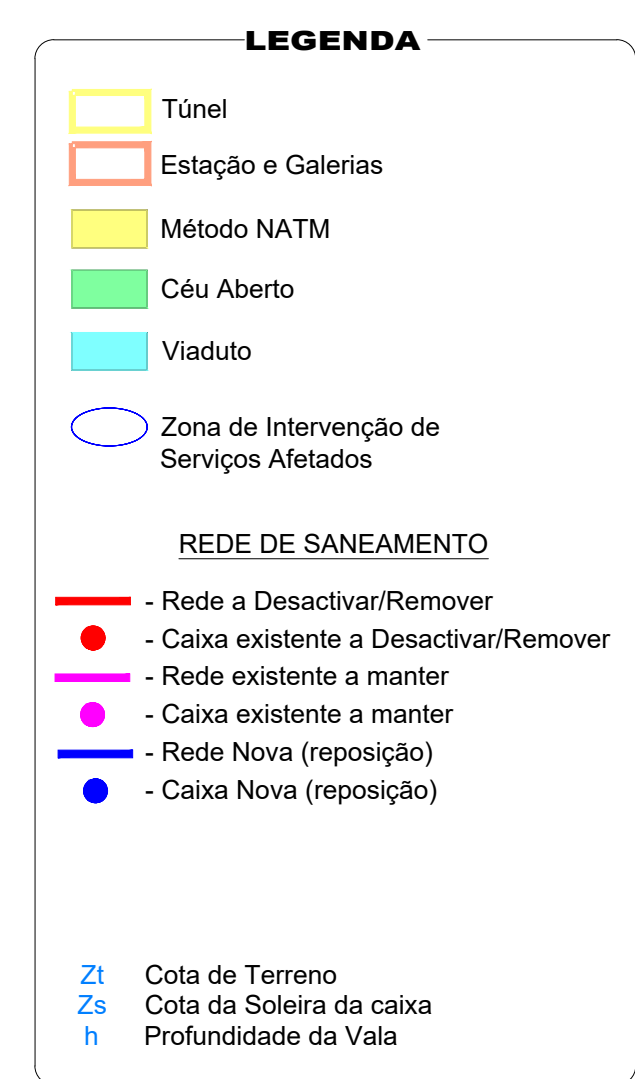 LEGENDA
Túnel
Estação e Galerias
Método NATM
Céu Aberto
Viaduto
Zona de Intervenção de
Serviços Afetados
REDE DE SANEAMENTO
- Rede a Desactivar/Remover
- Caixa existente a Desactivar/Remover
- Rede existente a manter
- Caixa existente a manter
- Rede Nova (reposição)
- Caixa Nova (reposição)
Zt Cota de Terreno
Zs Cota da Soleira da caixa
h Profundidade da Vala